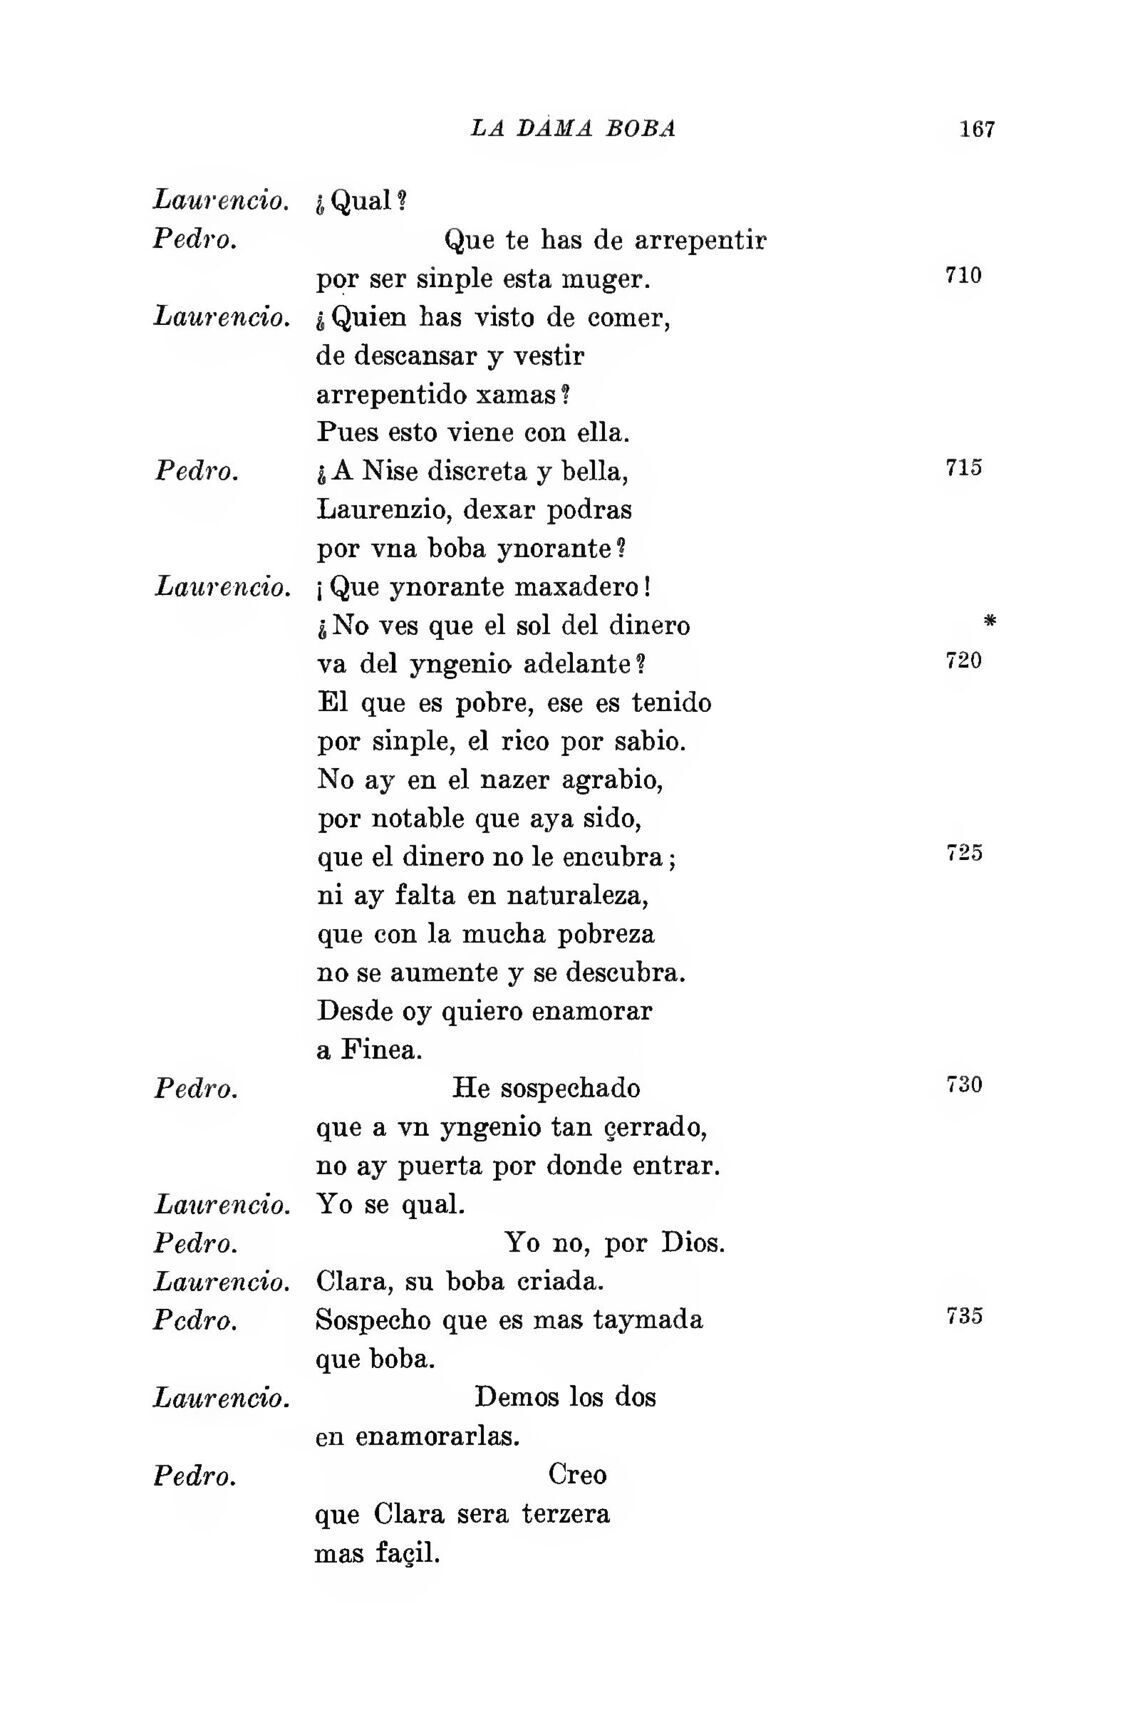 LA DAMA BOBA 167
Laurencio. ¿Qual?
Pedro. Que te has de arrepentir
por ser sinple esta muger. 710
Laurencio. ¿Quien has visto de comer,
de descansar y vestir
arrepentido xamas?
Pues esto viene con ella.
Pedro. ¿A Nise discreta y bella, 715
Laurenzio, dexar podras
por vna boba ynorante?
Laurencio. ¡Que ynorante maxadero!
¿No ves que el sol del dinero *
va del yngenio adelante? 720
El que es pobre, ese es tenido
por sinple, el rico por sabio.
No ay en el nazer agrabio,
por notable que aya sido,
que el dinero no le encubra; 725
ni ay falta en naturaleza,
que con la mucha pobreza
no se aumente y se descubra.
Desde oy quiero enamorar
a Finea.
Pedro. He sospechado 730
que a vn yngenio tan çerrado,
no ay puerta por donde entrar.
Laurencio. Yo se qual.
Pedro. Yo no, por Dios.
Laurencio. Clara, su boba criada.
Pedro. Sospecho que es mas taymada 735
que boba.
Laurencio. Demos los dos
en enamorarlas.
Pedro. Creo
que Clara sera terzera
mas façil.